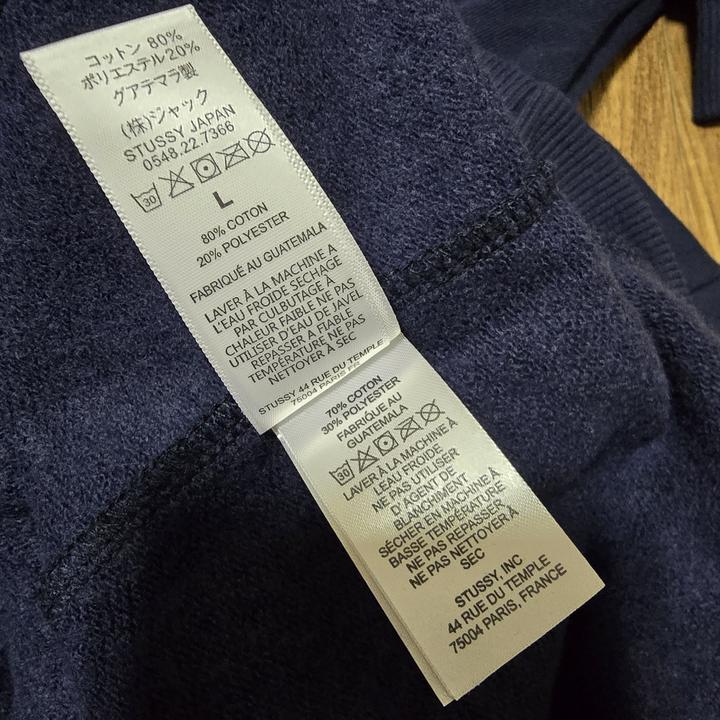 コットン 80%
ポリエステル20%
グアテマラ製
(株)ジャック
STUSSY JAPAN
0548.22.7366
30
L
80% COTON
20% POLYESTER
FABRIQUÉ AU GUATEMALA
LAVER À LA MACHINE A
L'EAU FROIDE SECHAGE
PAR CULBUTAGE À
CHALEUR FAIBLE NE PAS
UTILISER D'EAU DE JAVEL
REPASSER A FIABLE
TEMPÉRATURE NE PAS
NETTOYER À SEC
STUSSY 44 RUE DU TEMPLE
75004 PARIS FR
70% COTON
30% POLYESTER
FABRIQUE AU
GUATEMALA
30
LAVER À LA MACHINE À
L'EAU FROIDE
NE PAS UTILISER
D'AGENT DE
BLANCHIMENT
SÉCHER EN MACHINE À
BASSE TEMPÉRATURE
NE PAS REPASSER
NE PAS NETTOYER À
SEC
STUSSY, INC
44 RUE DU TEMPLE
75004 PARIS, FRANCE